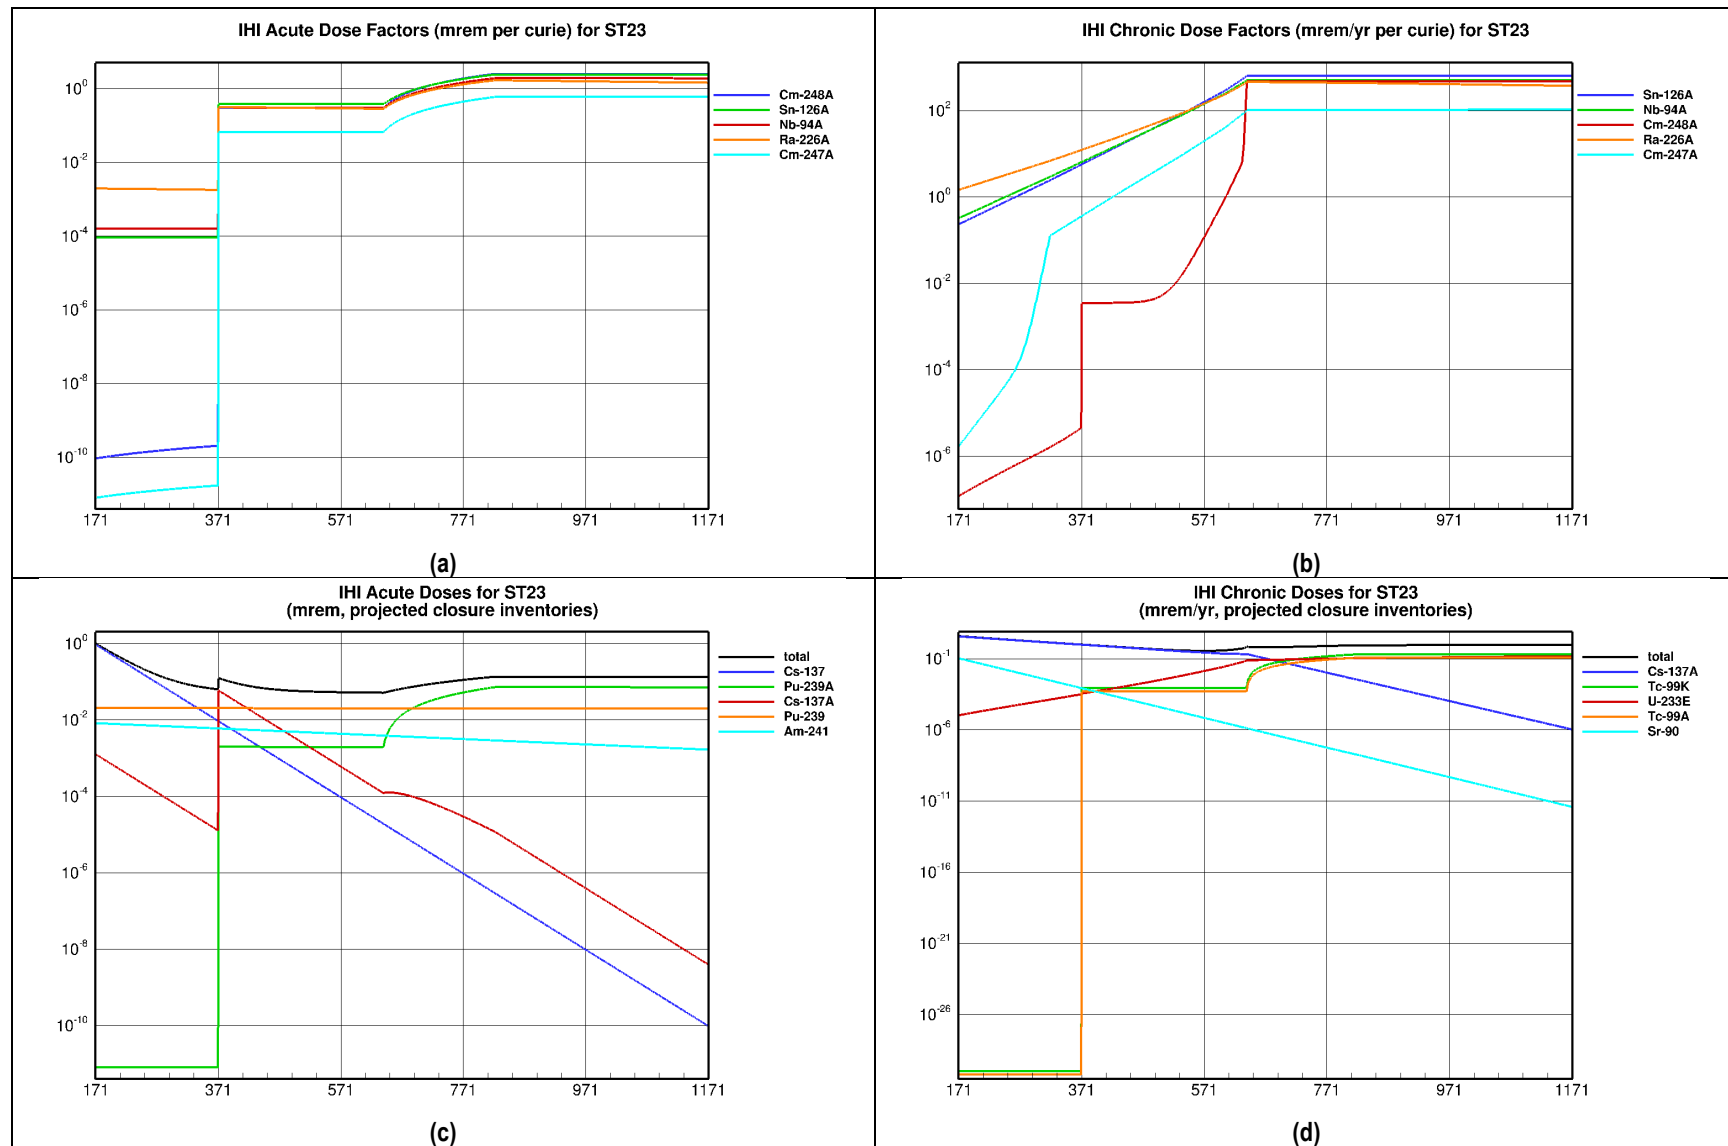 IHI Acute Dose Factors (mrem per curie) for ST23
10^0
10^-2
10^-4
10^-6
10^-8
10^-10
171 371 571 771 971 1171
Cm-248A
Sn-126A
Nb-94A
Ra-226A
Cm-247A
(a)
IHI Chronic Dose Factors (mrem/yr per curie) for ST23
10^2
10^0
10^-2
10^-4
10^-6
171 371 571 771 971 1171
Sn-126A
Nb-94A
Cm-248A
Ra-226A
Cm-247A
(b)
IHI Acute Doses for ST23
(mrem, projected closure inventories)
10^0
10^-2
10^-4
10^-6
10^-8
10^-10
171 371 571 771 971 1171
total
Cs-137
Pu-239A
Cs-137A
Pu-239
Am-241
(c)
IHI Chronic Doses for ST23
(mrem/yr, projected closure inventories)
10^-1
10^-6
10^-11
10^-16
10^-21
10^-26
171 371 571 771 971 1171
total
Cs-137A
Tc-99K
U-233E
Tc-99A
Sr-90
(d)